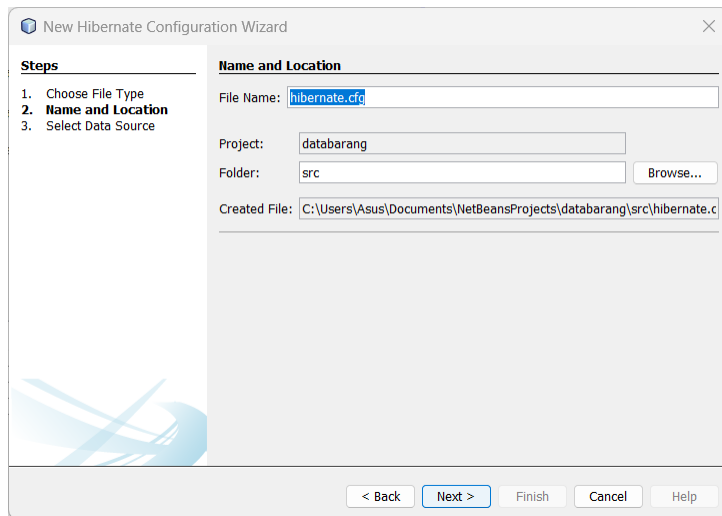 New Hibernate Configuration Wizard
Steps
1. Choose File Type
2. Name and Location
3. Select Data Source
Name and Location
File Name: hibernate.cfg
Project: databarang
Folder: src Browse...
Created File: C:\Users\Asus\Documents\NetBeansProjects\databarang\src\hibernate.c
< Back Next > Finish Cancel Help